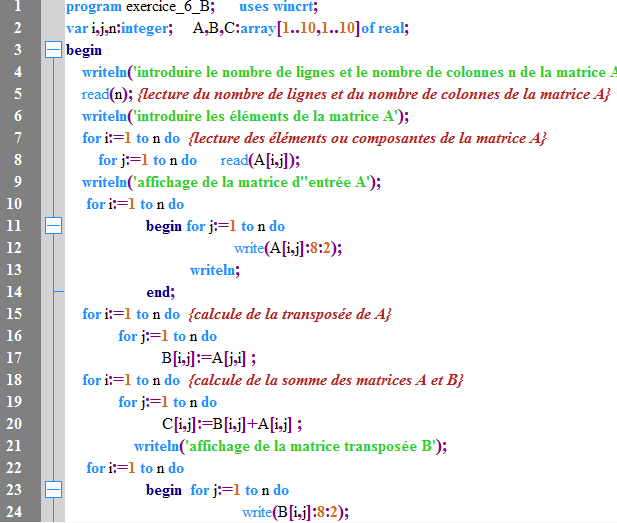 1 program exercice_6_B; uses wincrt;
2 var i,j,n:integer; A,B,C:array[1..10,1..10]of real;
3 begin
4 writeln('introduire le nombre de lignes et le nombre de colonnes n de la matrice A
5 read(n); {lecture du nombre de lignes et du nombre de colonnes de la matrice A}
6 writeln('introduire les éléments de la matrice A');
7 for i:=1 to n do {lecture des éléments ou composantes de la matrice A}
8 for j:=1 to n do read(A[i,j]);
9 writeln('affichage de la matrice d''entrée A');
10 for i:=1 to n do
11 begin for j:=1 to n do
12 write(A[i,j]:8:2);
13 writeln;
14 end;
15 for i:=1 to n do {calcule de la transposée de A}
16 for j:=1 to n do
17 B[i,j]:=A[j,i] ;
18 for i:=1 to n do {calcule de la somme des matrices A et B}
19 for j:=1 to n do
20 C[i,j]:=B[i,j]+A[i,j] ;
21 writeln('affichage de la matrice transposée B');
22 for i:=1 to n do
23 begin for j:=1 to n do
24 write(B[i,j]:8:2);